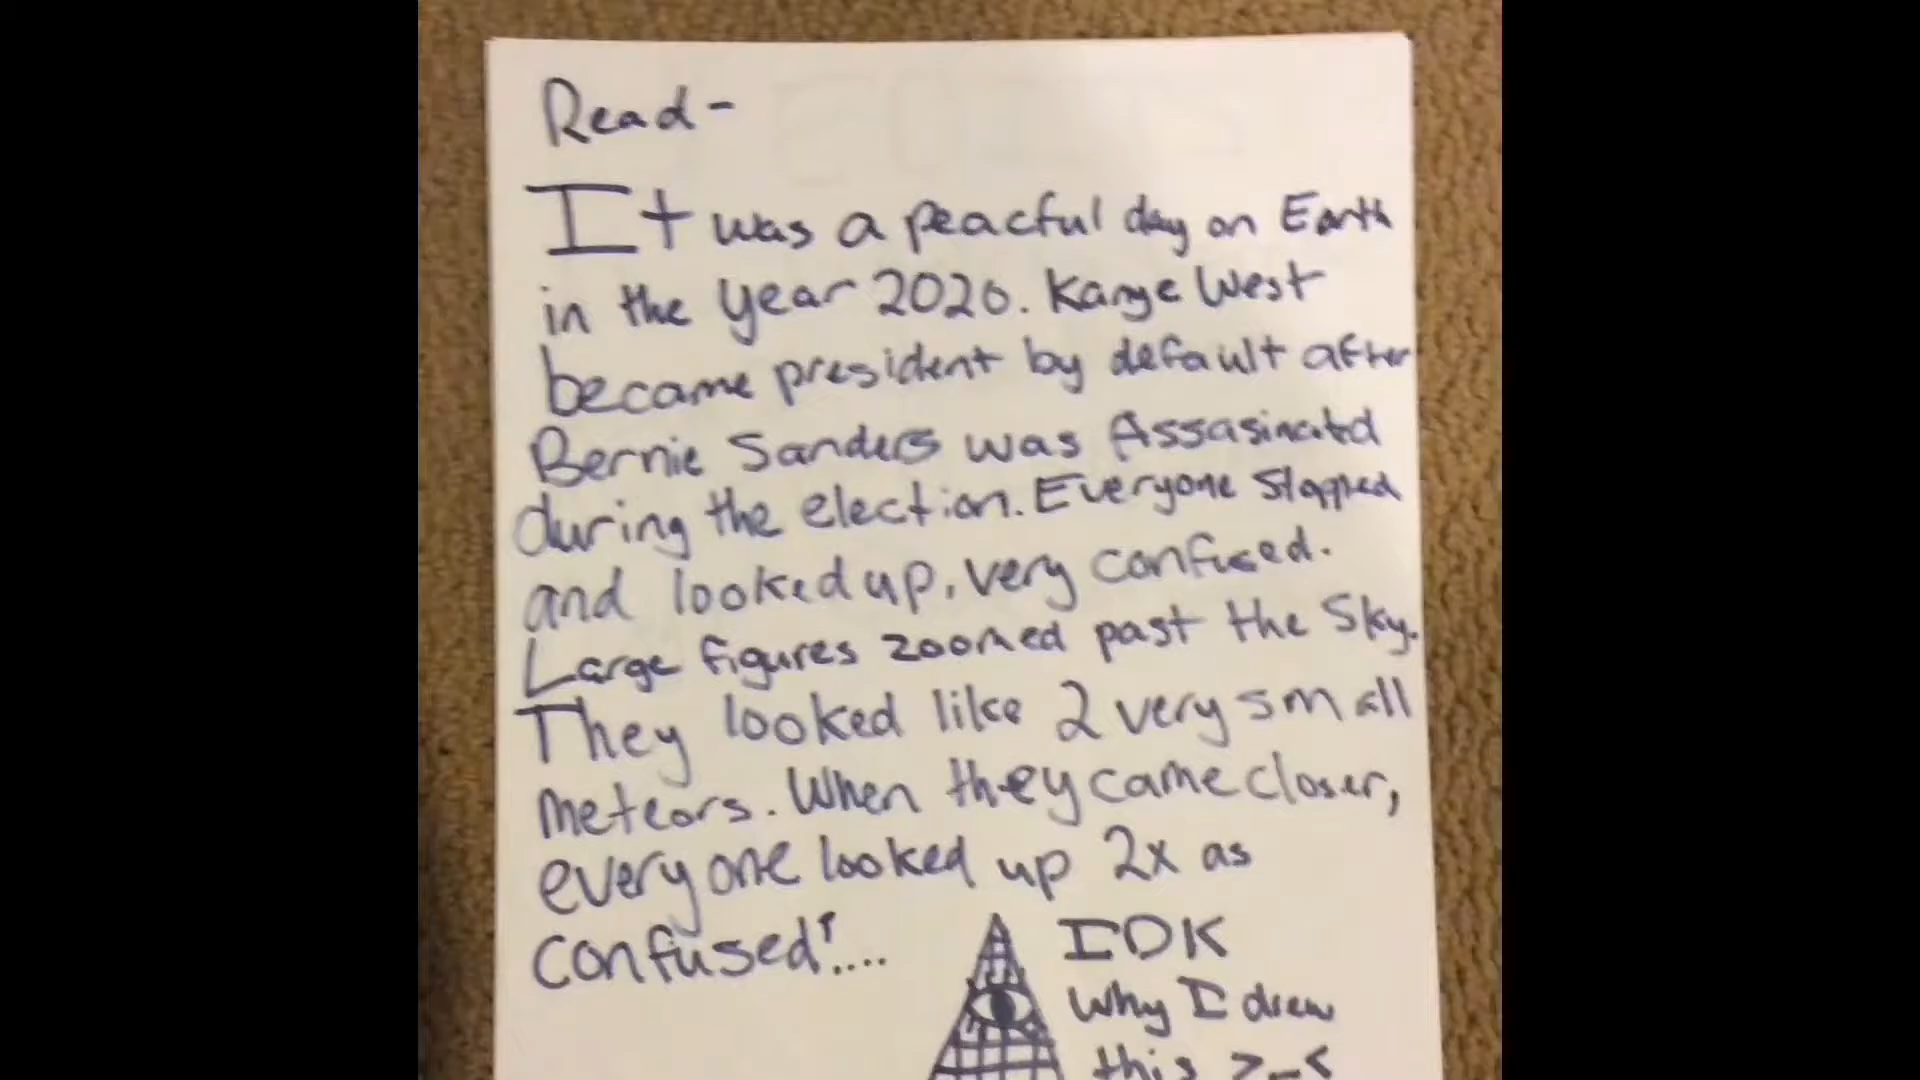 Read-
It was a peacful day on Earth
in the year 2020. Kanye West
became president by default after
Bernie Sanders was Assasinated
during the election. Everyone stopped
and looked up, very confused.
Large figures zoomed past the sky.
They looked like 2 very small
meteors. When they came closer,
everyone looked up 2x as
confused!....
IDK
why I drew
this >_<